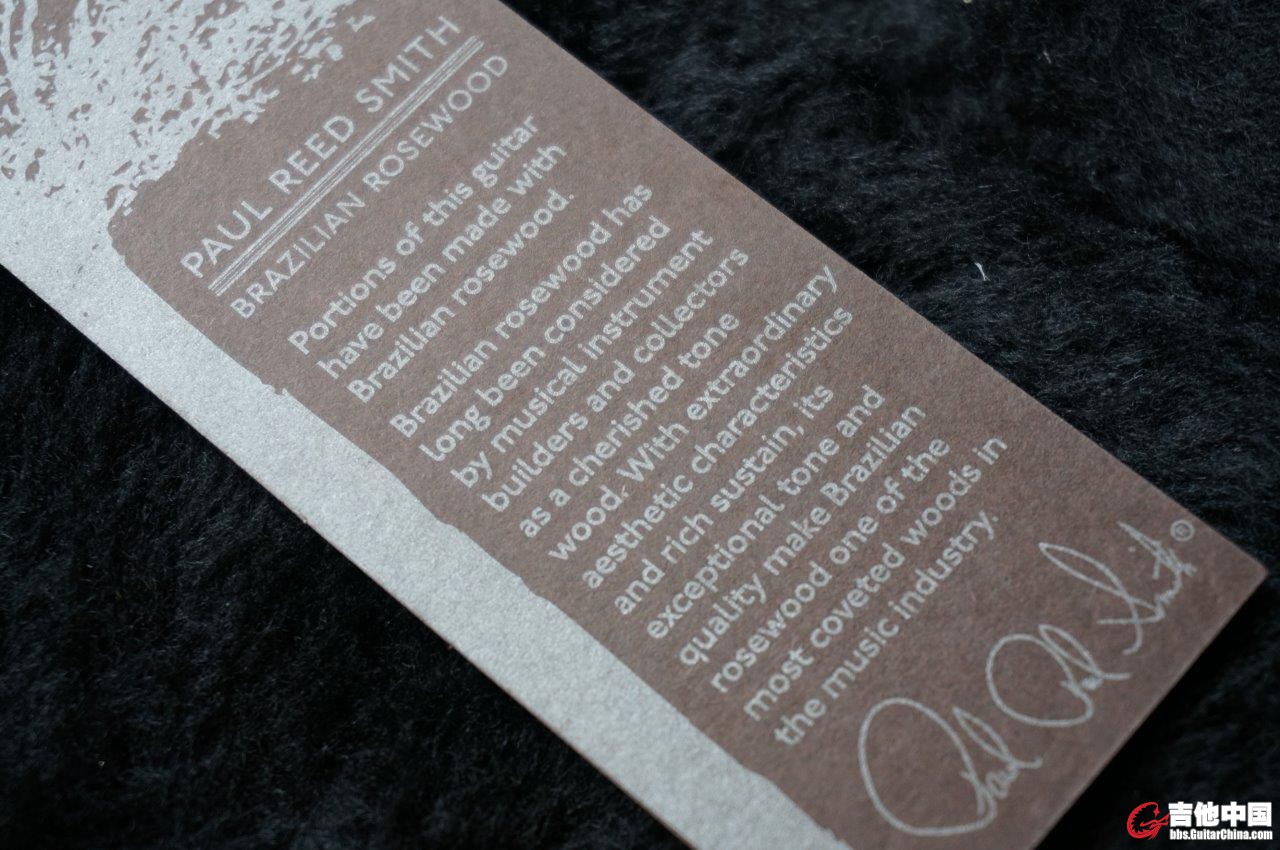 PAUL REED SMITH
BRAZILIAN ROSEWOOD
Portions of this guitar
have been made with
Brazilian rosewood.
Brazilian rosewood has
long been considered
by musical instrument
builders and collectors
as a cherished tone
wood. With extraordinary
aesthetic characteristics
and rich sustain, its
exceptional tone and
quality make Brazilian
rosewood one of the
most coveted woods in
the music industry.
Paul Reed Smith ®
吉他中国
bbs.GuitarChina.com